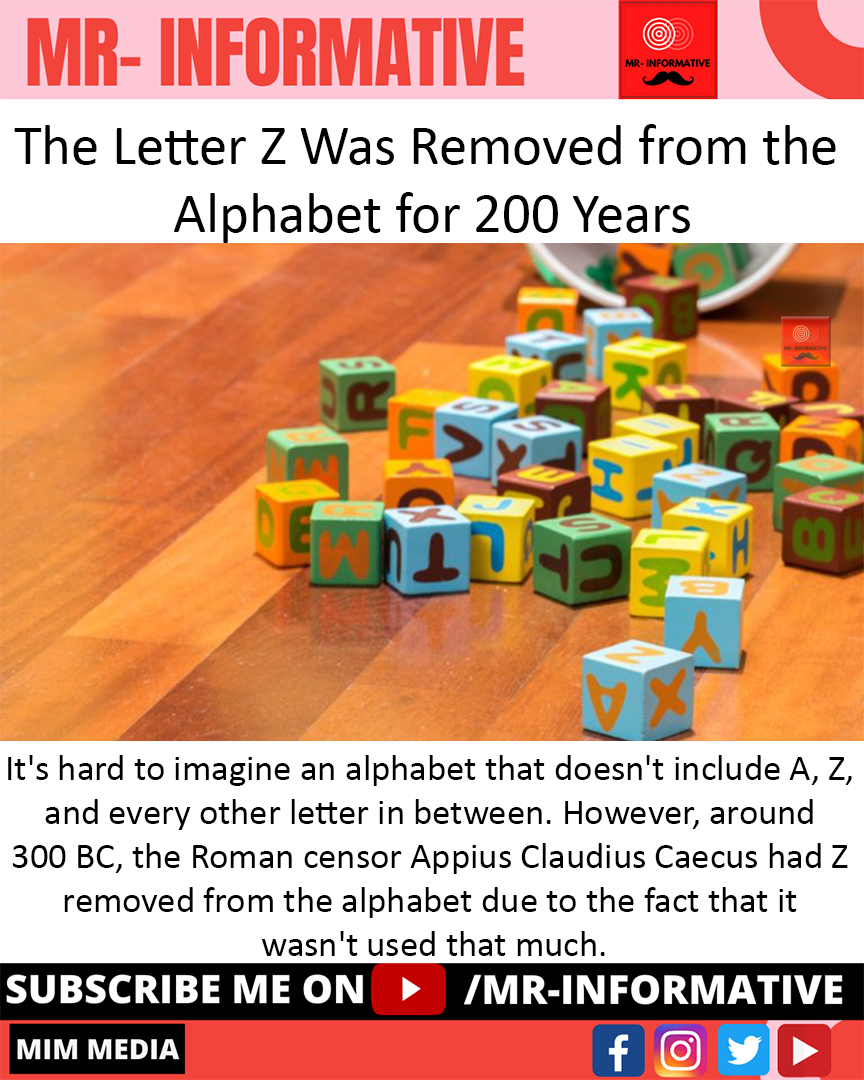 MR- INFORMATIVE
MR- INFORMATIVE
The Letter Z Was Removed from the
Alphabet for 200 Years
MR- INFORMATIVE
It's hard to imagine an alphabet that doesn't include A, Z,
and every other letter in between. However, around
300 BC, the Roman censor Appius Claudius Caecus had Z
removed from the alphabet due to the fact that it
wasn't used that much.
SUBSCRIBE ME ON /MR-INFORMATIVE
MIM MEDIA